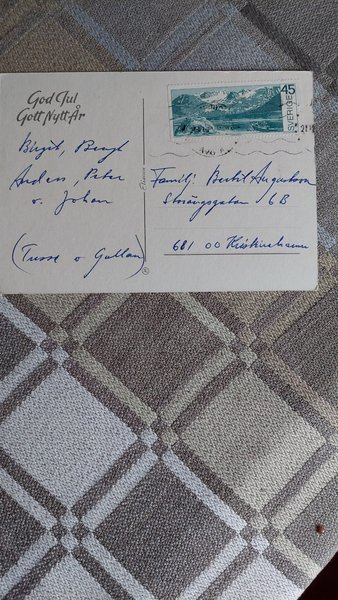 God Jul
Gott Nytt År
Birgit, Bengt
Anders, Peter
o. Johan
(Tusse o Gullan)
45
SVERIGE
Familj Bertil Augustsson
Storängsgatan 6B
681 00 Kristinehamn